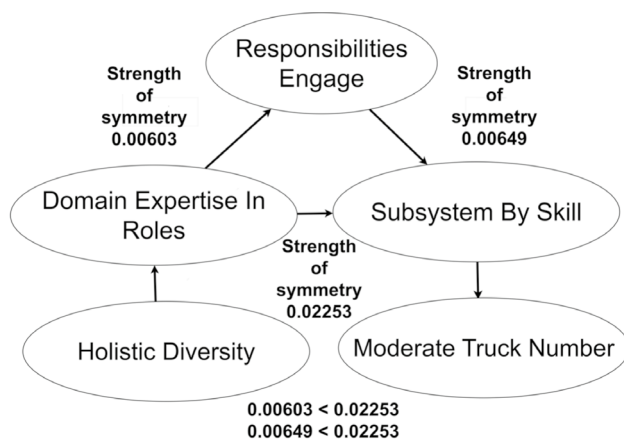 Responsibilities
Engage
Strength
of
symmetry
0.00603
Strength
of
symmetry
0.00649
Domain Expertise In
Roles
Subsystem By Skill
Strength
of
symmetry
0.02253
Holistic Diversity
Moderate Truck Number
0.00603 < 0.02253
0.00649 < 0.02253